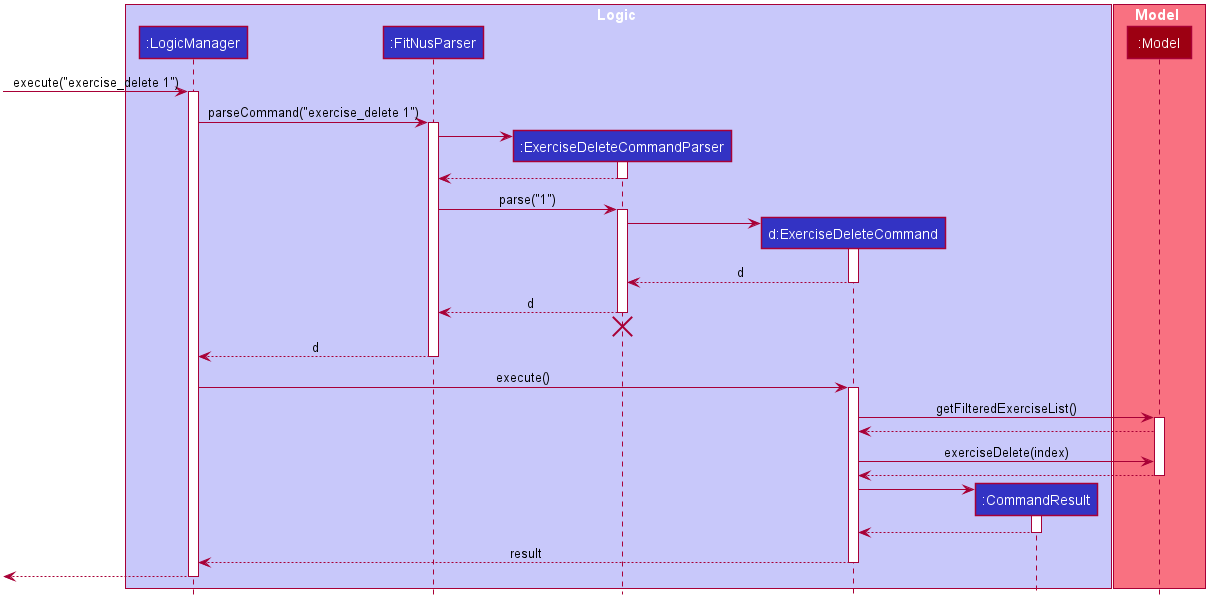 Logic
Model
:LogicManager
:FitNusParser
:Model
execute("exercise_delete 1")
parseCommand("exercise_delete 1")
:ExerciseDeleteCommandParser
parse("1")
d:ExerciseDeleteCommand
d
d
d
execute()
getFilteredExerciseList()
exerciseDelete(index)
:CommandResult
result